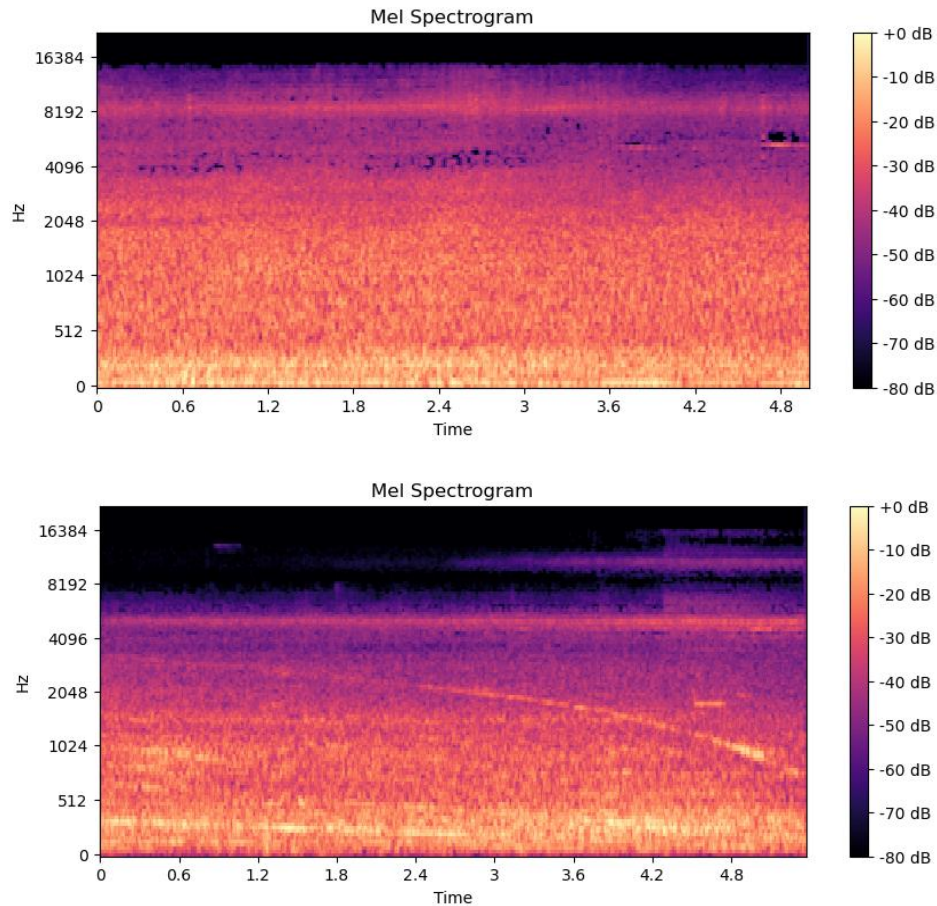 Mel Spectrogram
+0 dB
16384
-10 dB
8192
-20 dB
-30 dB
4096
Hz
2048
-40 dB
1024
-50 dB
-60 dB
512
-70 dB
0
-80 dB
0 0.6 1.2 1.8 2.4 3 3.6 4.2 4.8
Time
Mel Spectrogram
+0 dB
16384
-10 dB
8192
-20 dB
4096
-30 dB
Hz
2048
-40 dB
1024
-50 dB
-60 dB
512
-70 dB
0
-80 dB
0 0.6 1.2 1.8 2.4 3 3.6 4.2 4.8
Time